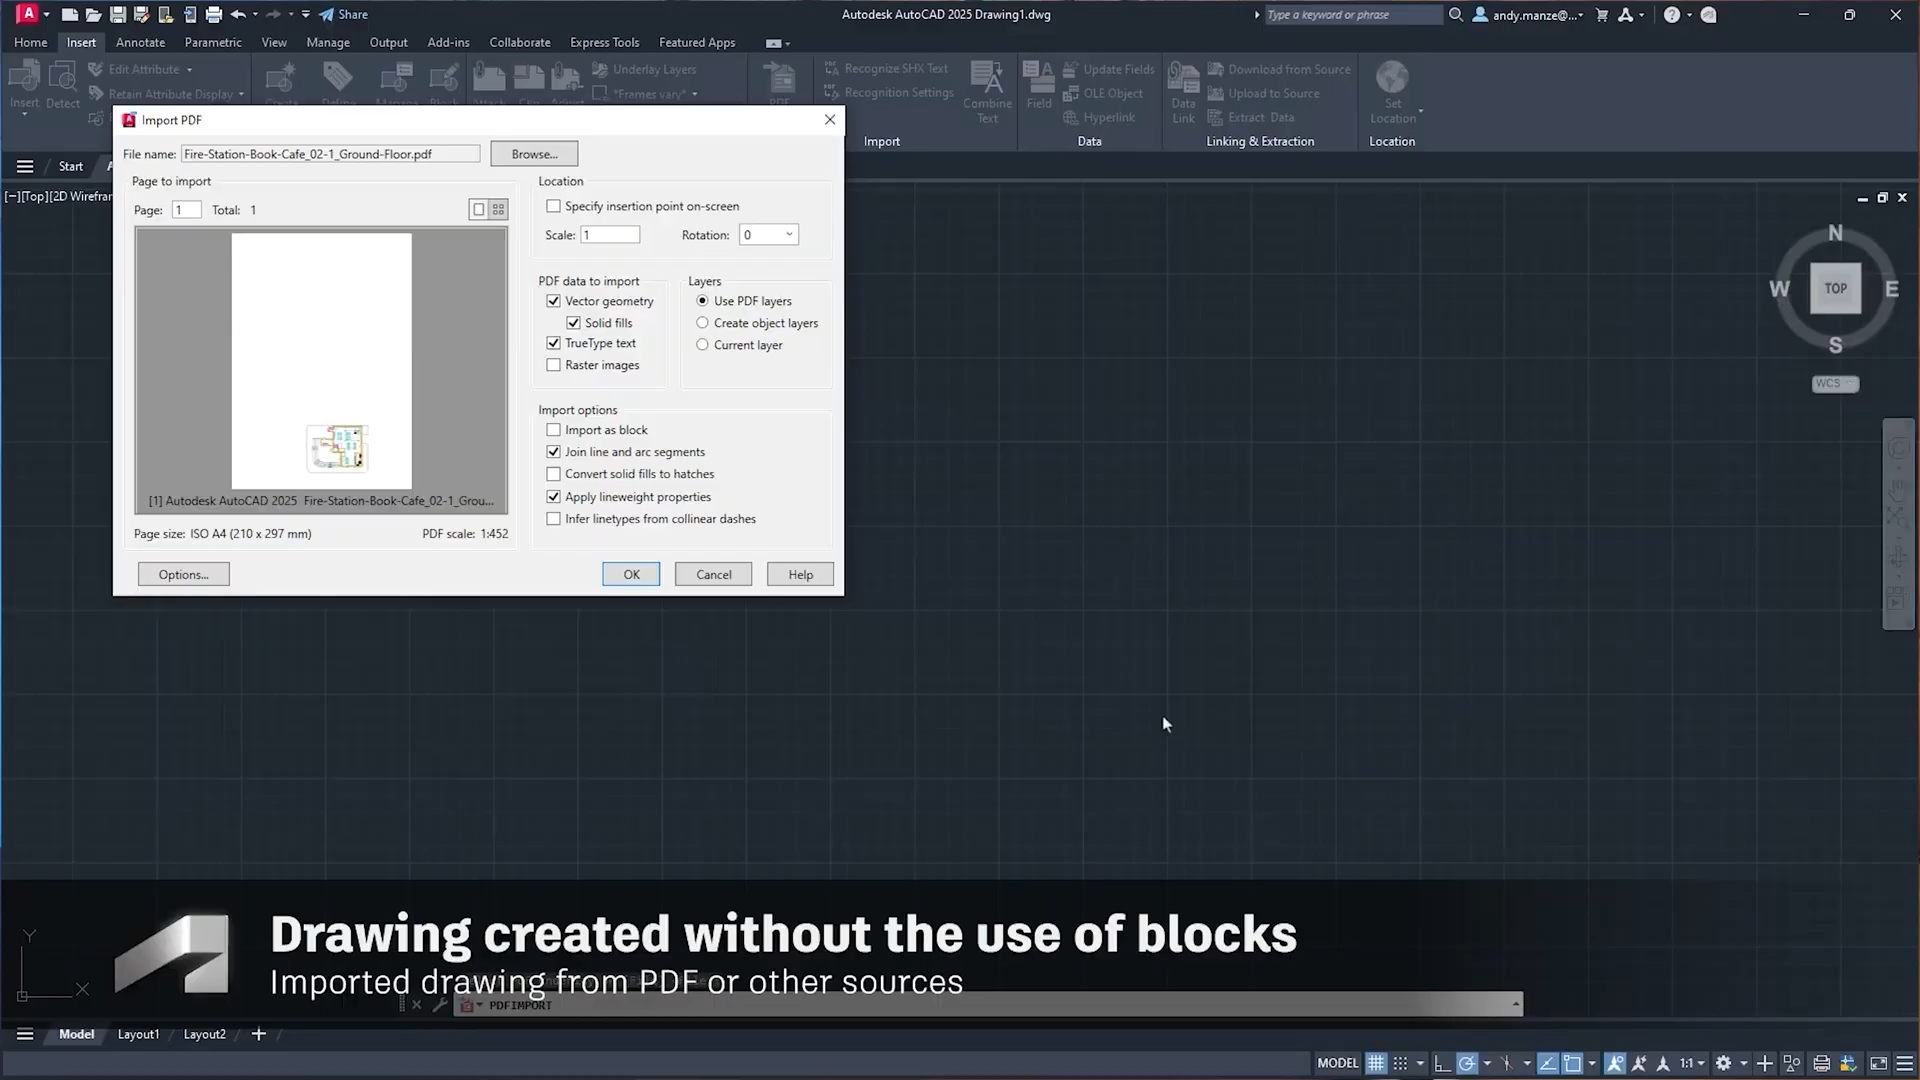 Share
Autodesk AutoCAD 2025 Drawing1.dwg
Type a keyword or phrase
andy.manze@...
Home Insert Annotate Parametric View Manage Output Add-ins Collaborate Express Tools Featured Apps
Edit Attribute
Retain Attribute Display
Insert
Detect
Underlay Layers
*Frames vary*
PDF
Recognize SHX Text
Recognition Settings
Combine Text
Import
Field
Update Fields
OLE Object
Hyperlink
Data
Data Link
Download from Source
Upload to Source
Extract Data
Linking & Extraction
Set Location
Location
Start
[−][Top][2D Wirefram
Import PDF
File name: Fire-Station-Book-Cafe_02-1_Ground-Floor.pdf Browse...
Page to import
Page: 1 Total: 1
[1] Autodesk AutoCAD 2025 Fire-Station-Book-Cafe_02-1_Grou...
Page size: ISO A4 (210 x 297 mm) PDF scale: 1:452
Location
Specify insertion point on-screen
Scale: 1 Rotation: 0
PDF data to import
Vector geometry
Solid fills
TrueType text
Raster images
Layers
Use PDF layers
Create object layers
Current layer
Import options
Import as block
Join line and arc segments
Convert solid fills to hatches
Apply lineweight properties
Infer linetypes from collinear dashes
Options... OK Cancel Help
N
W TOP E
S
WCS
Drawing created without the use of blocks
Imported drawing from PDF or other sources
Y
X
PDFIMPORT
Model Layout1 Layout2
MODEL 1:1